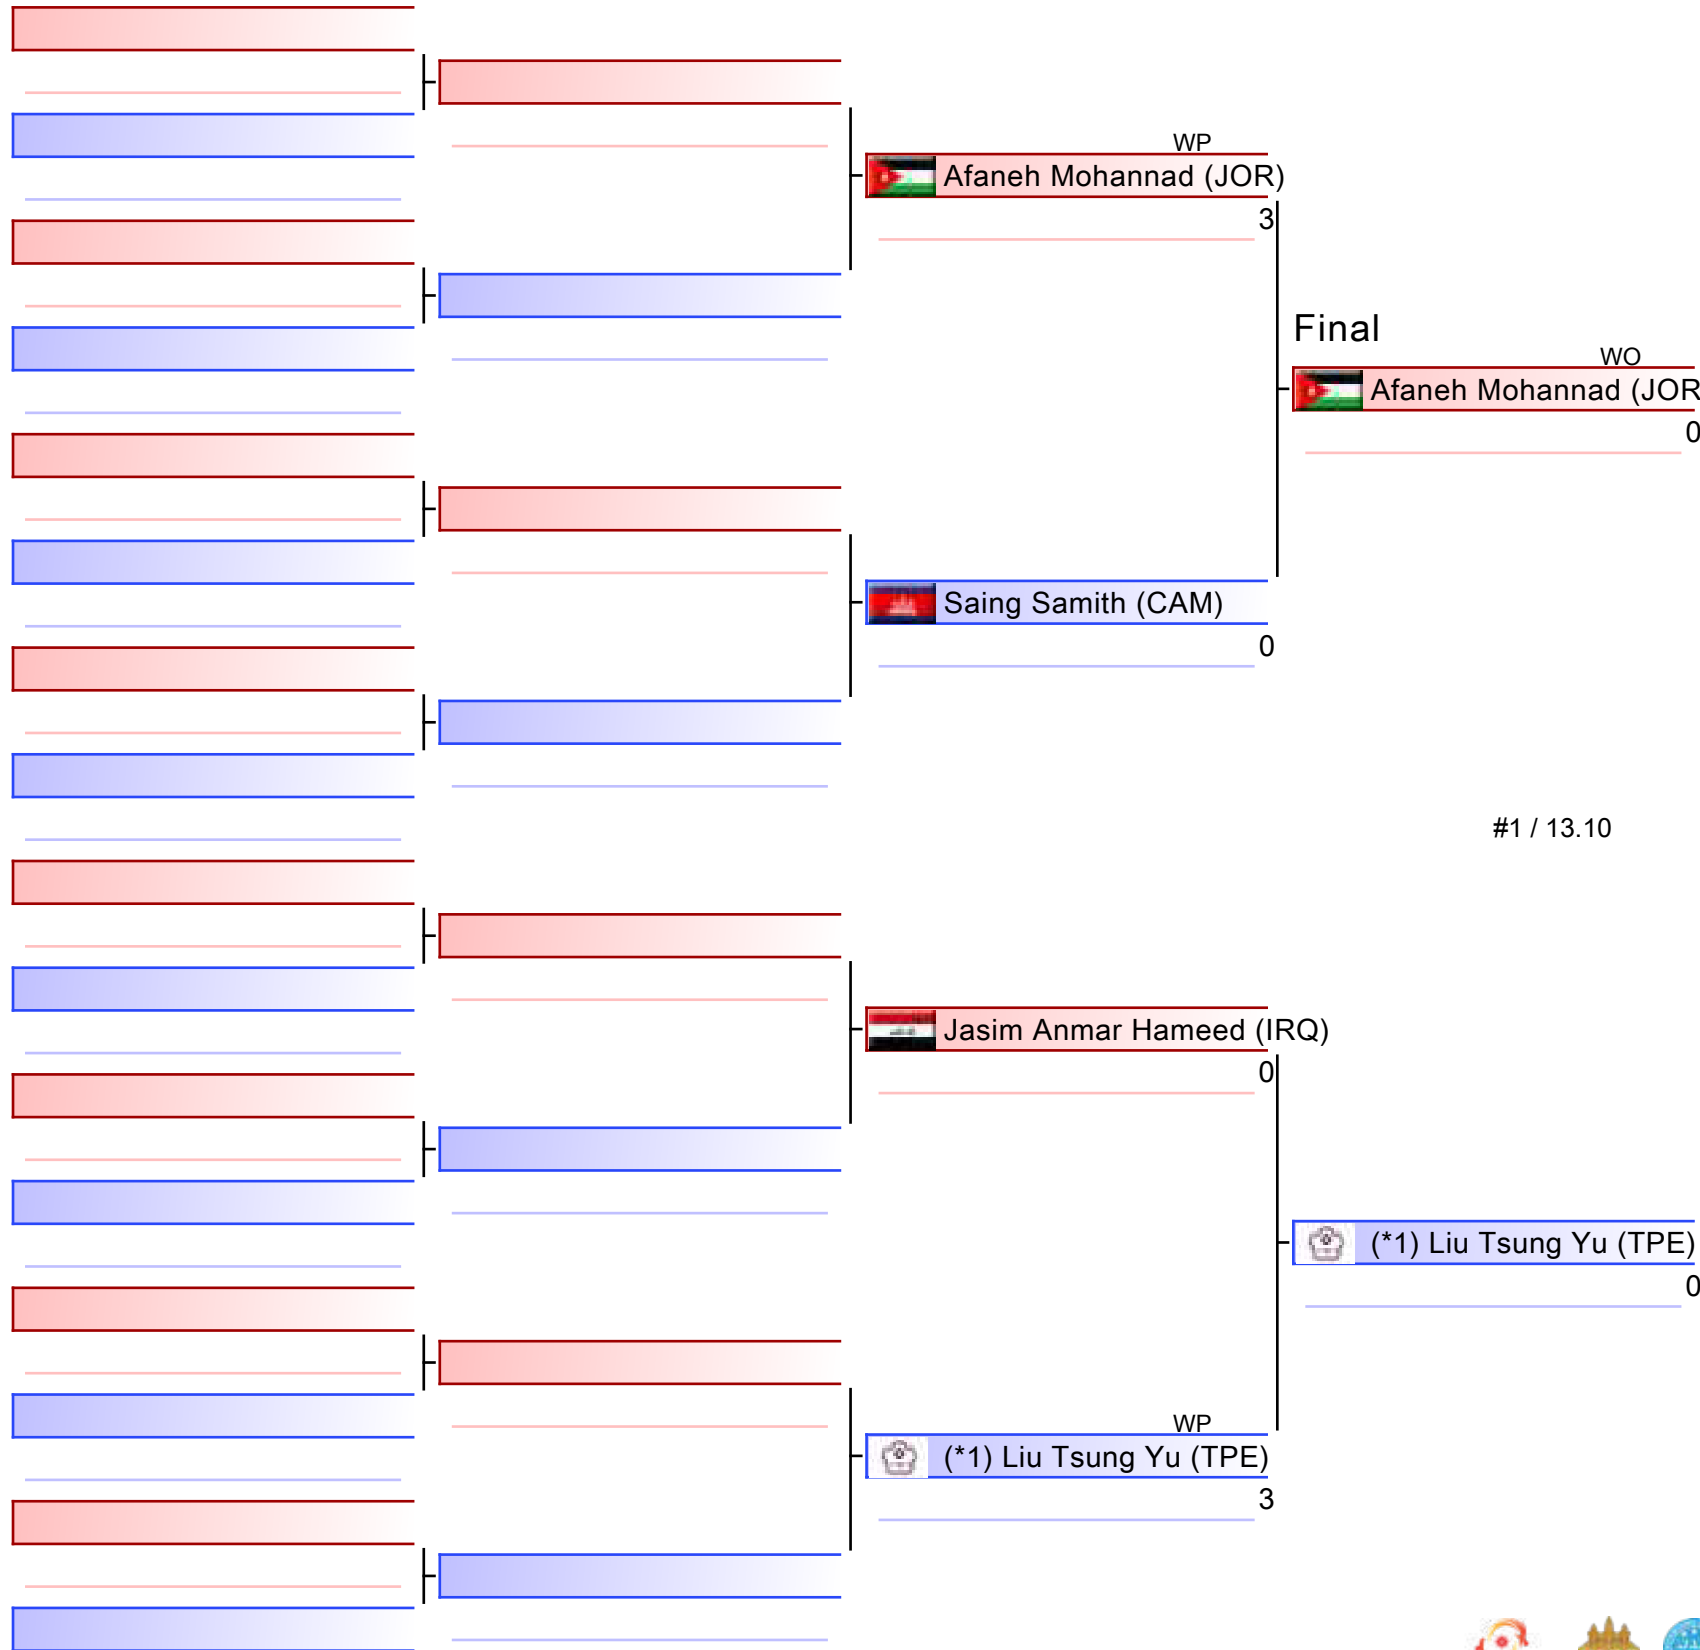 WP
Afaneh Mohannad (JOR)
3
Final
WO
Afaneh Mohannad (JOR
0
Saing Samith (CAM)
0
#1 / 13.10
Jasim Anmar Hameed (IRQ)
0
(*1) Liu Tsung Yu (TPE)
0
WP
(*1) Liu Tsung Yu (TPE)
3